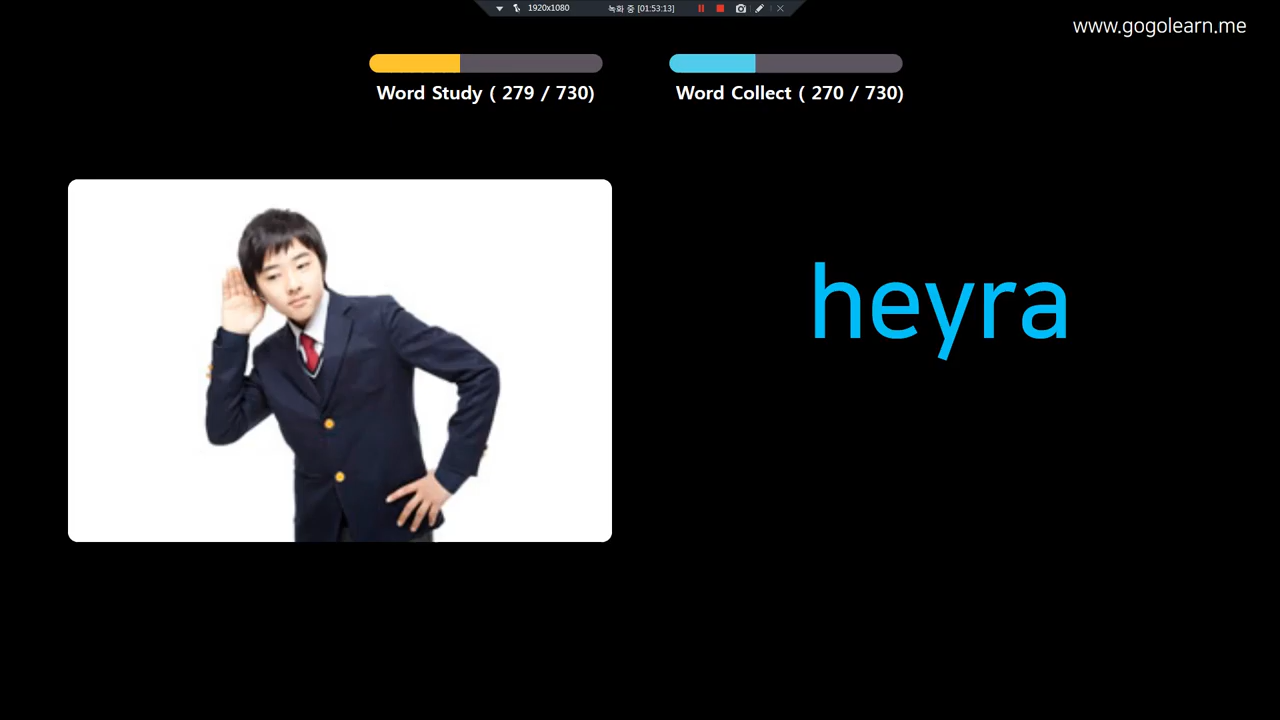 1920x1080 녹화 중 [01:53:13]
www.gogolearn.me
Word Study ( 279 / 730) Word Collect ( 270 / 730)
heyra